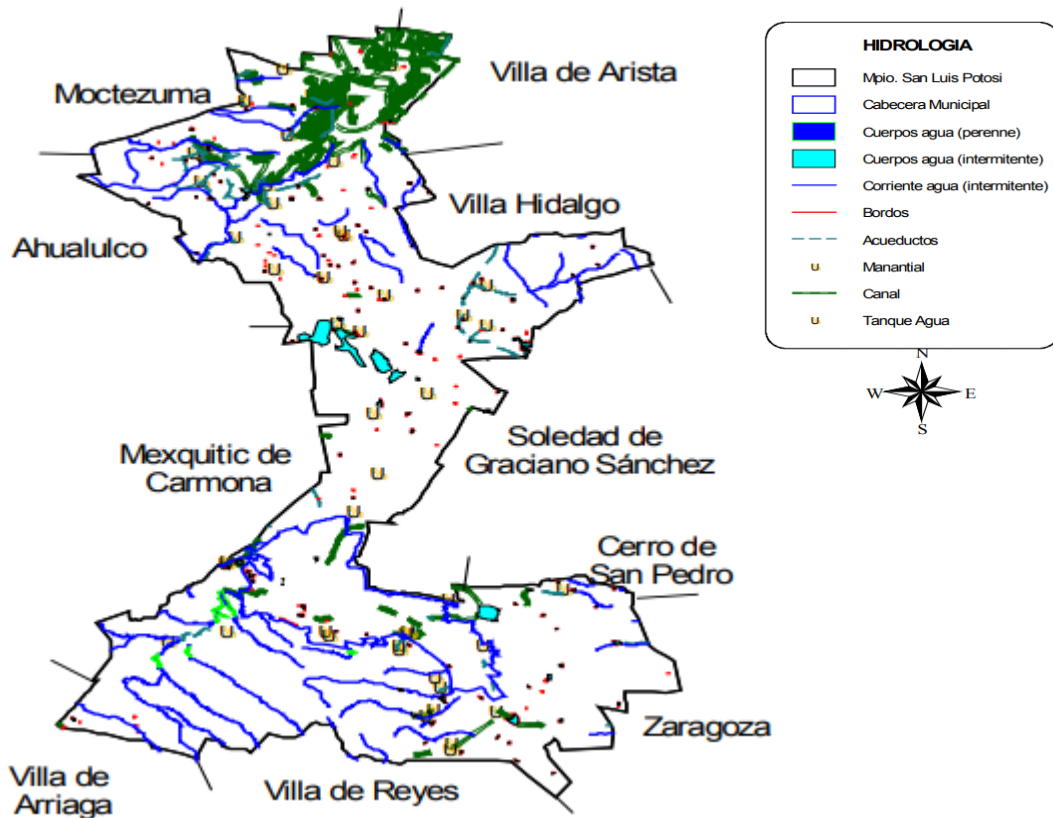 HIDROLOGIA
Mpio. San Luis Potosi
Cabecera Municipal
Cuerpos agua (perenne)
Cuerpos agua (intermitente)
Corriente agua (intermitente)
Bordos
Acueductos
Manantial
Canal
Tanque Agua
N
W E
S
Villa de Arista
Moctezuma
Villa Hidalgo
Ahualulco
Mexquitic de
Carmona
Soledad de
Graciano Sánchez
Cerro de
San Pedro
Zaragoza
Villa de
Arriaga
Villa de Reyes